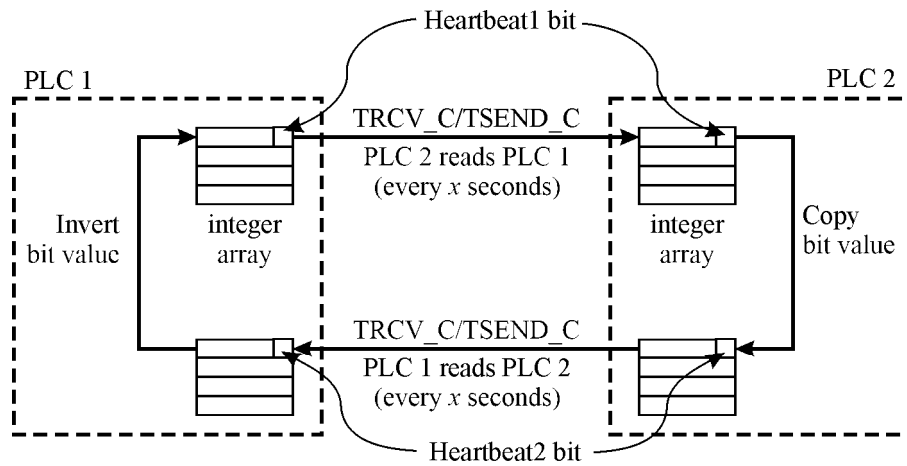 Heartbeat1 bit
PLC 1
PLC 2
TRCV_C/TSEND_C
PLC 2 reads PLC 1
(every x seconds)
Invert
bit value
integer
array
integer
array
Copy
bit value
TRCV_C/TSEND_C
PLC 1 reads PLC 2
(every x seconds)
Heartbeat2 bit